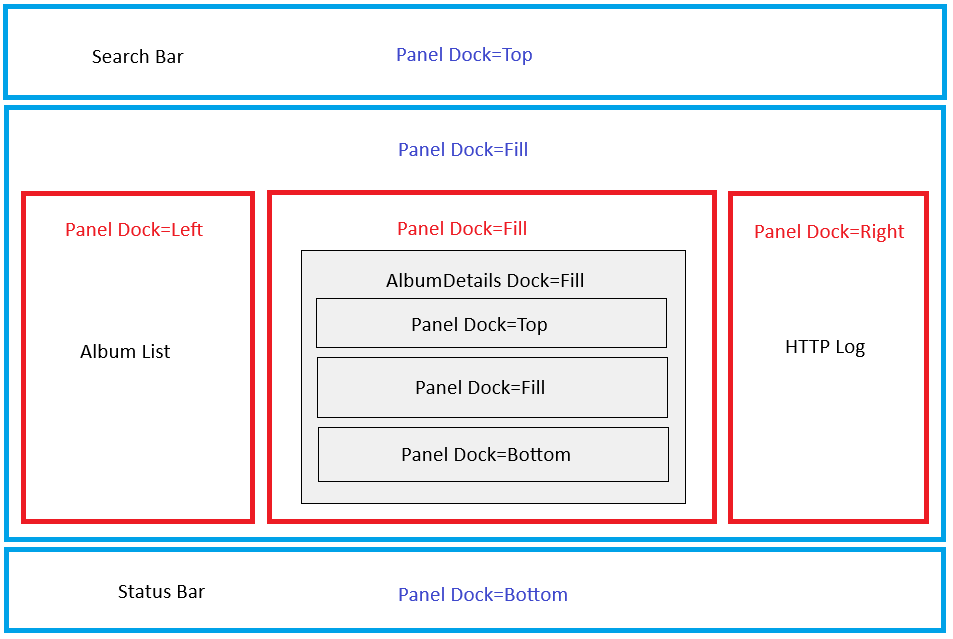 Search Bar
Panel Dock=Top
Panel Dock=Fill
Panel Dock=Left
Album List
Panel Dock=Fill
AlbumDetails Dock=Fill
Panel Dock=Top
Panel Dock=Fill
Panel Dock=Bottom
Panel Dock=Right
HTTP Log
Status Bar
Panel Dock=Bottom